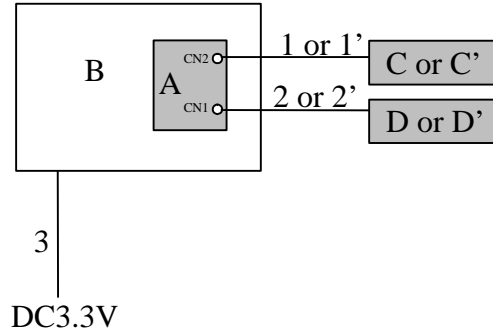 1 or 1’
CN2
C or C’
B
A
2 or 2’
CN1
D or D’
3
DC3.3V